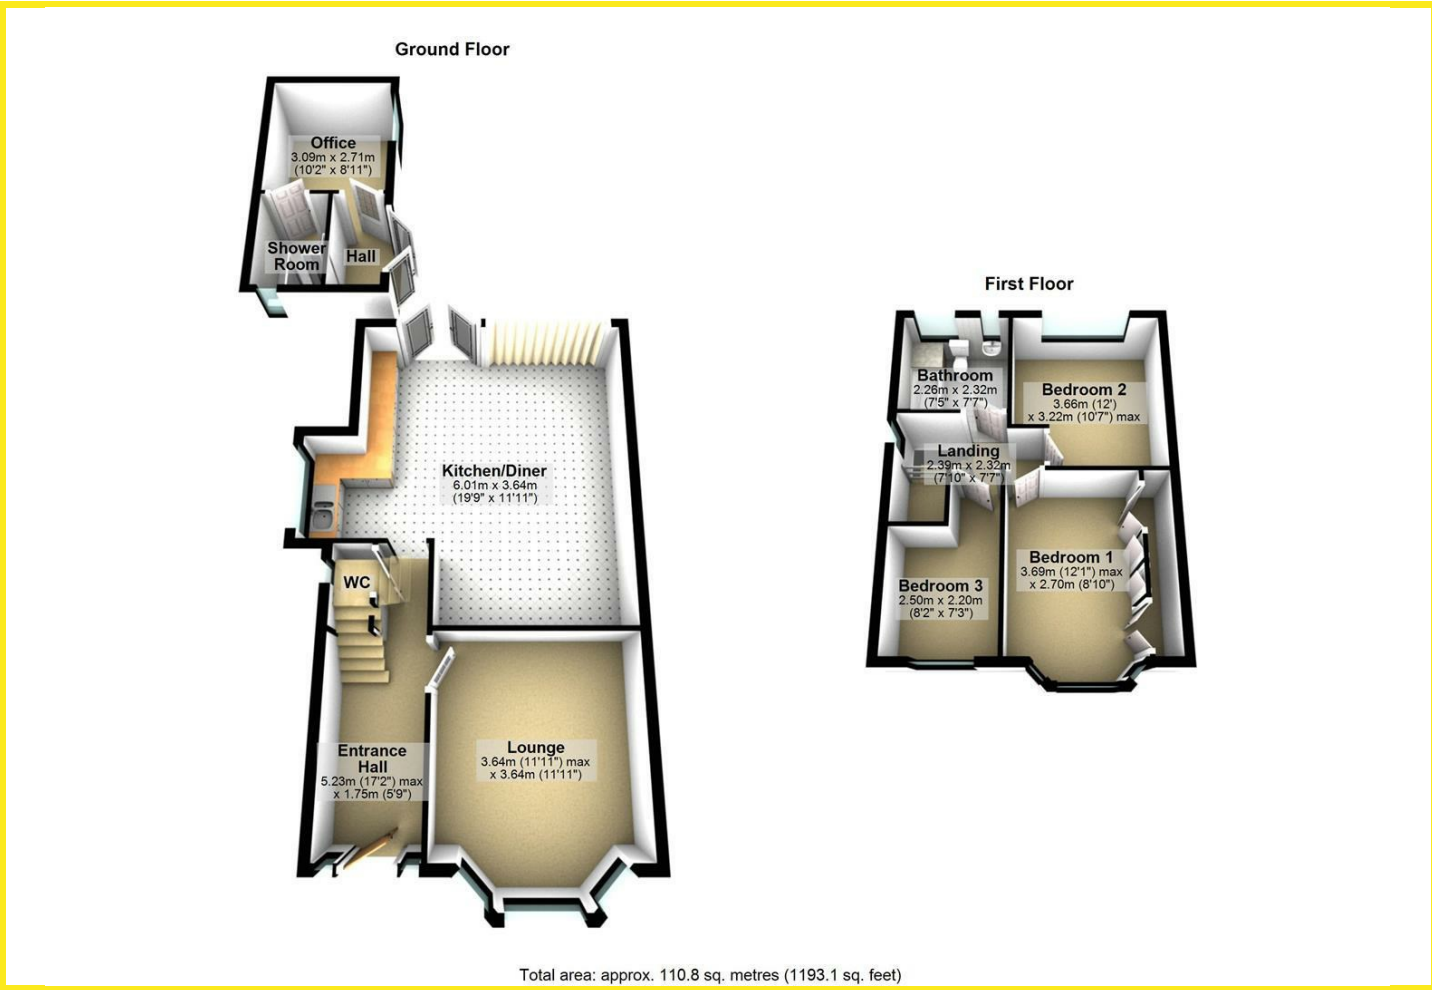 Ground Floor
Office
3.09m x 2.71m
(10'2" x 8'11")
Shower
Room
Hall
Kitchen/Diner
6.01m x 3.64m
(19'9" x 11'11")
WC
Entrance
Hall
5.23m (17'2") max
x 1.75m (5'9")
Lounge
3.64m (11'11") max
x 3.64m (11'11")
First Floor
Bathroom
2.26m x 2.32m
(7'5" x 7'7")
Bedroom 2
3.66m (12')
x 3.22m (10'7") max
Landing
2.39m x 2.32m
(7'10" x 7'7")
Bedroom 1
3.69m (12'1") max
x 2.70m (8'10")
Bedroom 3
2.50m x 2.20m
(8'2" x 7'3")
Total area: approx. 110.8 sq. metres (1193.1 sq. feet)